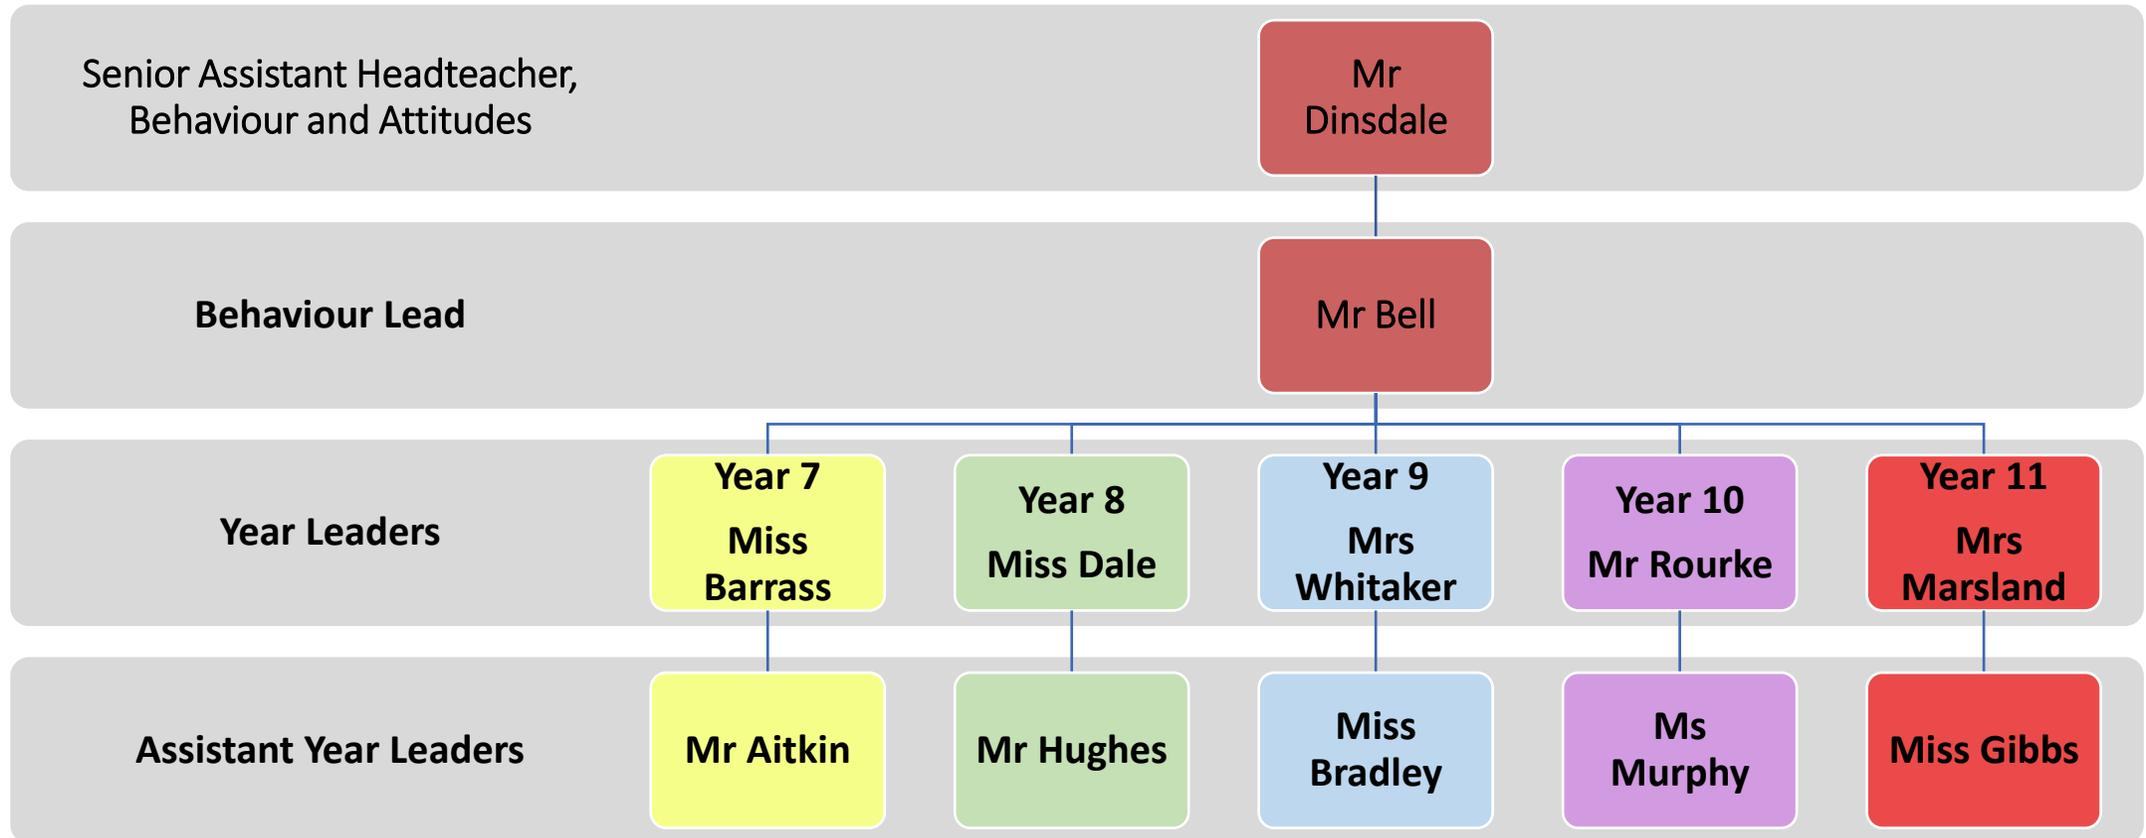 Senior Assistant Headteacher,
Behaviour and Attitudes
Mr
Dinsdale
Behaviour Lead
Mr Bell
Year Leaders
Year 7
Miss
Barrass
Year 8
Miss Dale
Year 9
Mrs
Whitaker
Year 10
Mr Rourke
Year 11
Mrs
Marsland
Assistant Year Leaders
Mr Aitkin
Mr Hughes
Miss
Bradley
Ms
Murphy
Miss Gibbs